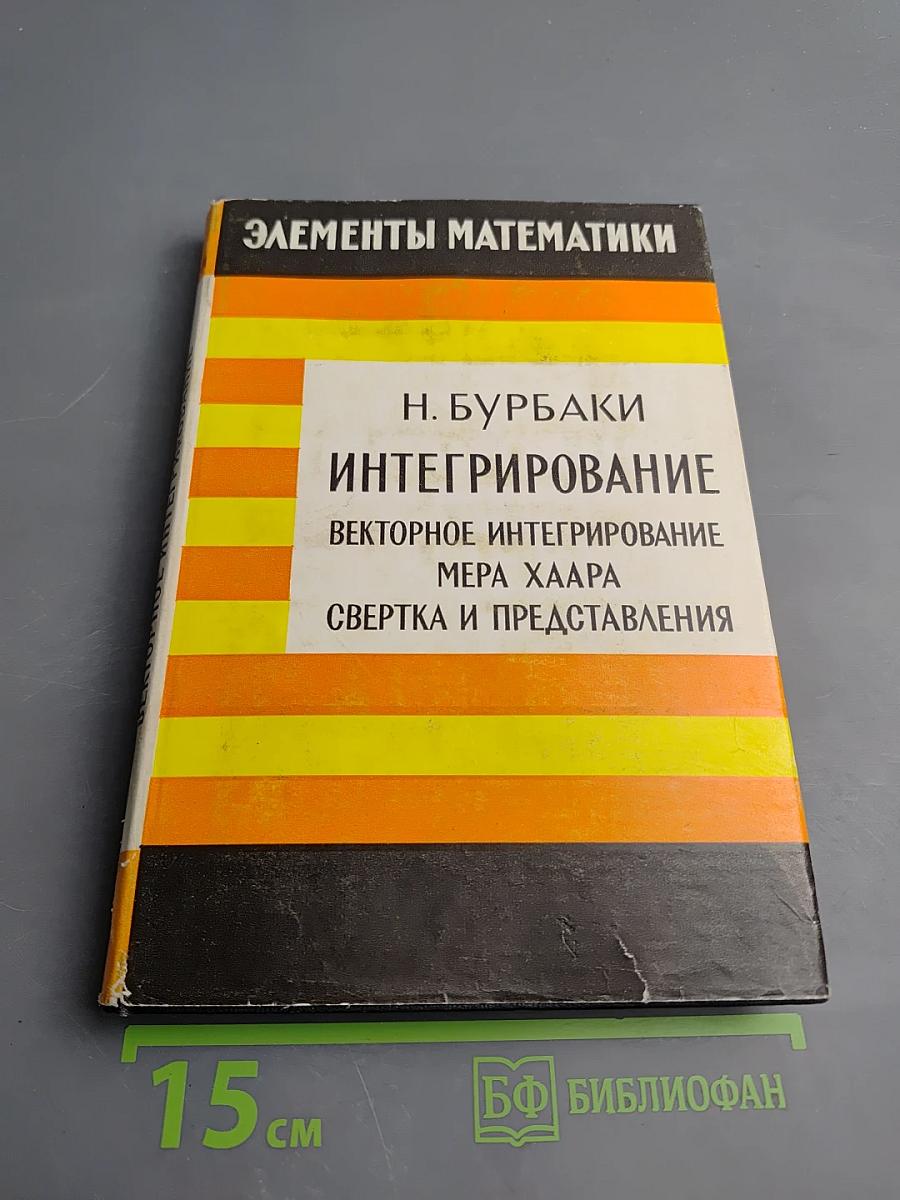 ЭЛЕМЕНТЫ МАТЕМАТИКИ
Н. БУРБАКИ
ИНТЕГРИРОВАНИЕ
ВЕКТОРНОЕ ИНТЕГРИРОВАНИЕ
МЕРА ХААРА
СВЕРТКА И ПРЕДСТАВЛЕНИЯ
15 СМ
БФ БИБЛИОФАН